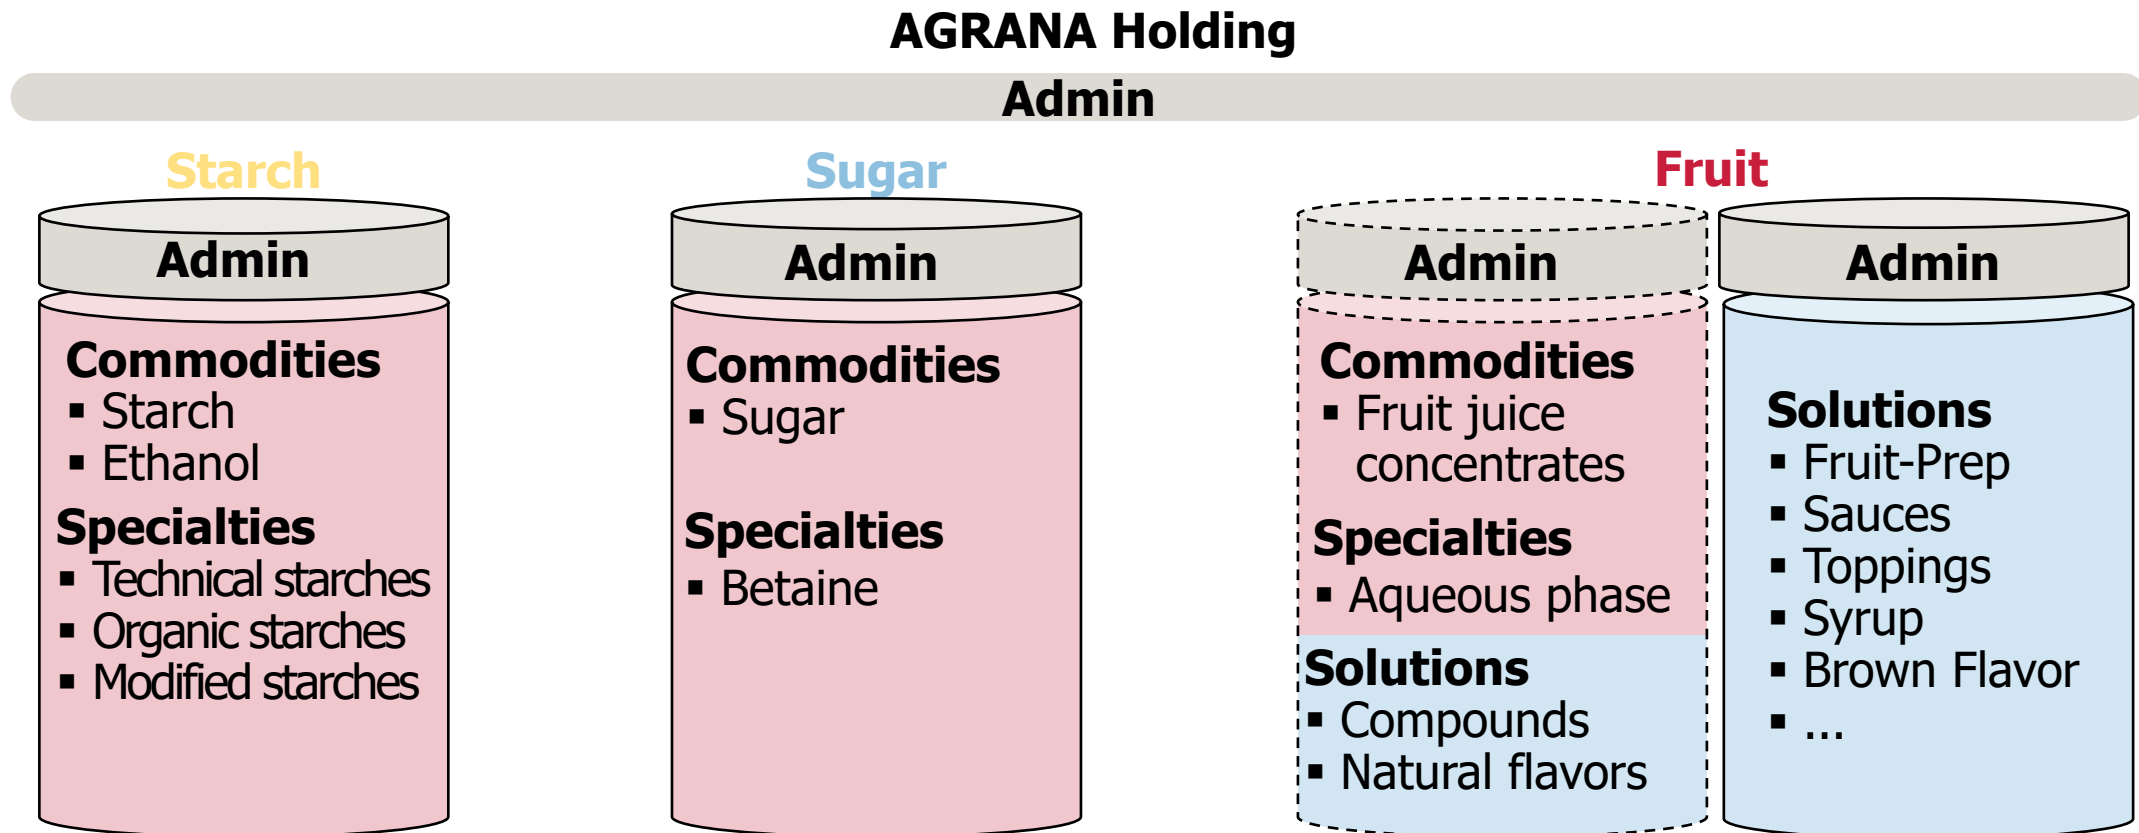 AGRANA Holding
Admin
Starch
Admin
Commodities
▪ Starch
▪ Ethanol
Specialties
▪ Technical starches
▪ Organic starches
▪ Modified starches
Sugar
Admin
Commodities
▪ Sugar
Specialties
▪ Betaine
Fruit
Admin
Commodities
▪ Fruit juice
concentrates
Specialties
▪ Aqueous phase
Solutions
▪ Compounds
▪ Natural flavors
Admin
Solutions
▪ Fruit-Prep
▪ Sauces
▪ Toppings
▪ Syrup
▪ Brown Flavor
▪ ...